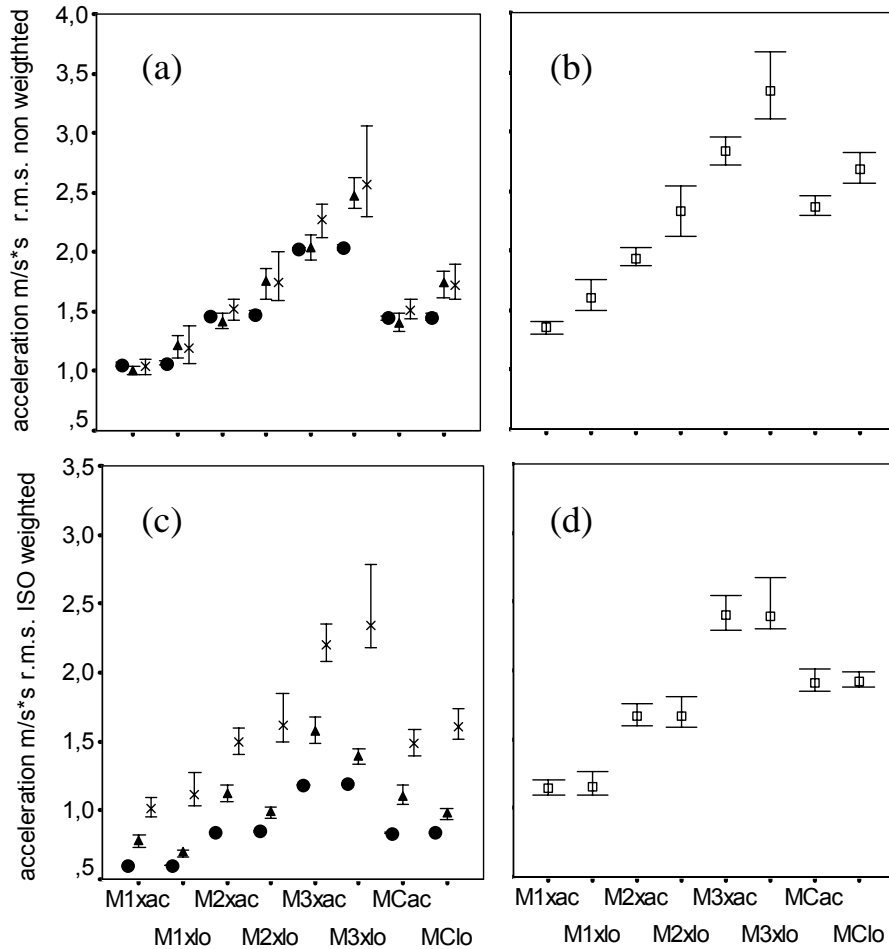 acceleration m/s*s r.m.s. non weigthted
4,0
3,5
3,0
2,5
2,0
1,5
1,0
,5
(a)
(b)
acceleration m/s*s r.m.s. ISO weighted
3,5
3,0
2,5
2,0
1,5
1,0
,5
(c)
(d)
M1xac M2xac M3xac MCac
M1xlo M2xlo M3xlo MClo
M1xac M2xac M3xac MCac
M1xlo M2xlo M3xlo MClo